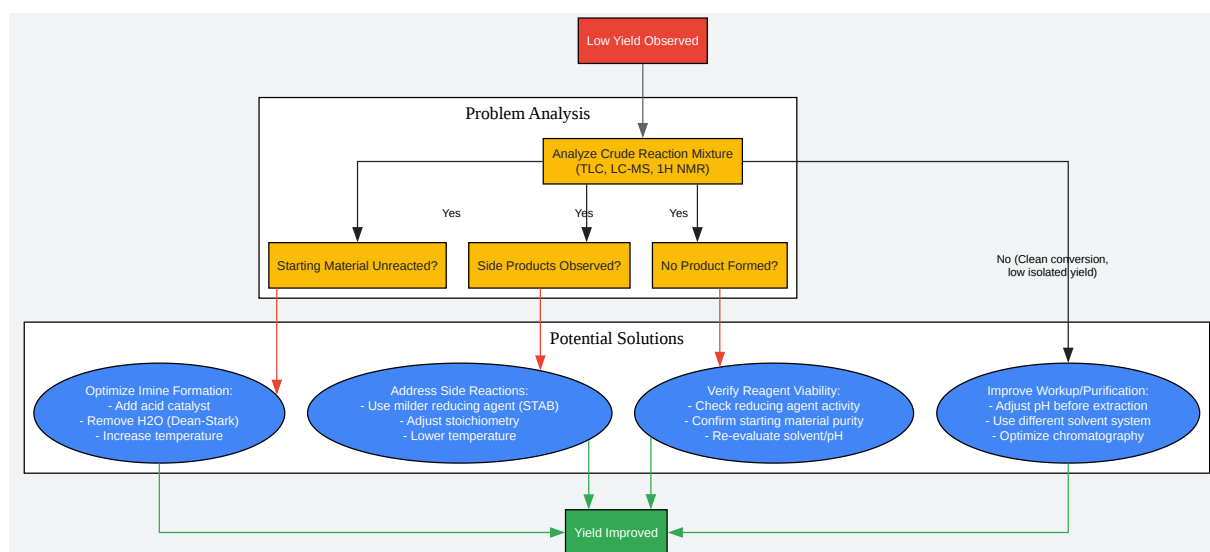 Low Yield Observed
Problem Analysis
Analyze Crude Reaction Mixture
(TLC, LC-MS, 1H NMR)
Yes
Yes
Yes
Starting Material Unreacted?
Side Products Observed?
No Product Formed?
No (Clean conversion,
low isolated yield)
Potential Solutions
Optimize Imine Formation:
- Add acid catalyst
- Remove H2O (Dean-Stark)
- Increase temperature
Address Side Reactions:
- Use milder reducing agent (STAB)
- Adjust stoichiometry
- Lower temperature
Verify Reagent Viability:
- Check reducing agent activity
- Confirm starting material purity
- Re-evaluate solvent/pH
Improve Workup/Purification:
- Adjust pH before extraction
- Use different solvent system
- Optimize chromatography
Yield Improved